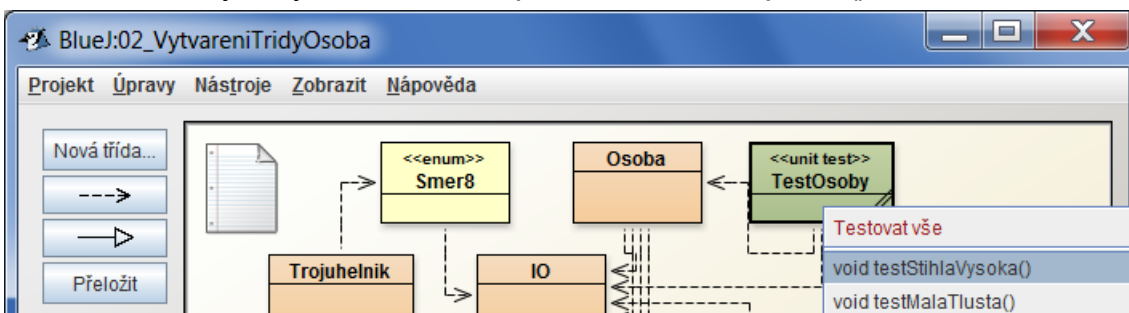 BlueJ:02_VytvareniTridyOsoba
Projekt Úpravy Nástroje Zobrazit Nápověda
Nová třída...
<<enum>>
Smer8
Osoba
<<unit test>>
TestOsoby
Testovat vše
Trojuhelnik
IO
void testStihlaVysoka()
Přeložit
void testMalaTlusta()